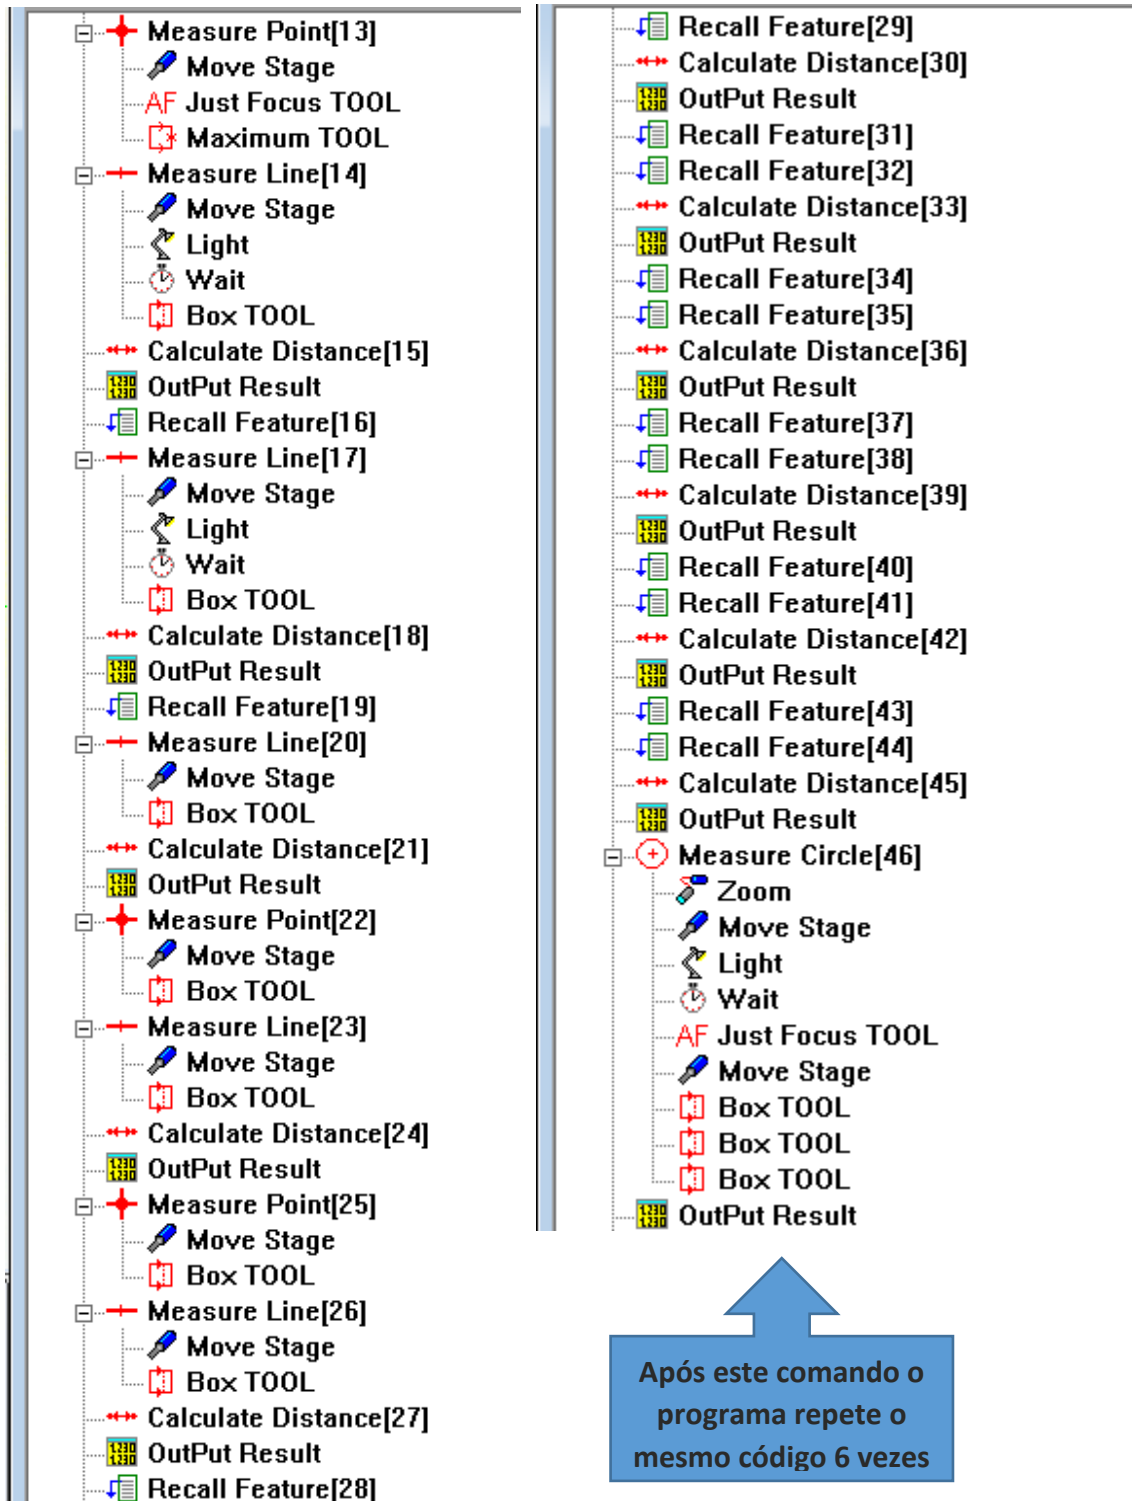 Measure Point[13]
Move Stage
AF Just Focus TOOL
Maximum TOOL
Measure Line[14]
Move Stage
Light
Wait
Box TOOL
Calculate Distance[15]
OutPut Result
Recall Feature[16]
Measure Line[17]
Move Stage
Light
Wait
Box TOOL
Calculate Distance[18]
OutPut Result
Recall Feature[19]
Measure Line[20]
Move Stage
Box TOOL
Calculate Distance[21]
OutPut Result
Measure Point[22]
Move Stage
Box TOOL
Measure Line[23]
Move Stage
Box TOOL
Calculate Distance[24]
OutPut Result
Measure Point[25]
Move Stage
Box TOOL
Measure Line[26]
Move Stage
Box TOOL
Calculate Distance[27]
OutPut Result
Recall Feature[28]
Recall Feature[29]
Calculate Distance[30]
OutPut Result
Recall Feature[31]
Recall Feature[32]
Calculate Distance[33]
OutPut Result
Recall Feature[34]
Recall Feature[35]
Calculate Distance[36]
OutPut Result
Recall Feature[37]
Recall Feature[38]
Calculate Distance[39]
OutPut Result
Recall Feature[40]
Recall Feature[41]
Calculate Distance[42]
OutPut Result
Recall Feature[43]
Recall Feature[44]
Calculate Distance[45]
OutPut Result
Measure Circle[46]
Zoom
Move Stage
Light
Wait
AF Just Focus TOOL
Move Stage
Box TOOL
Box TOOL
Box TOOL
OutPut Result
Após este comando o
programa repete o
mesmo código 6 vezes